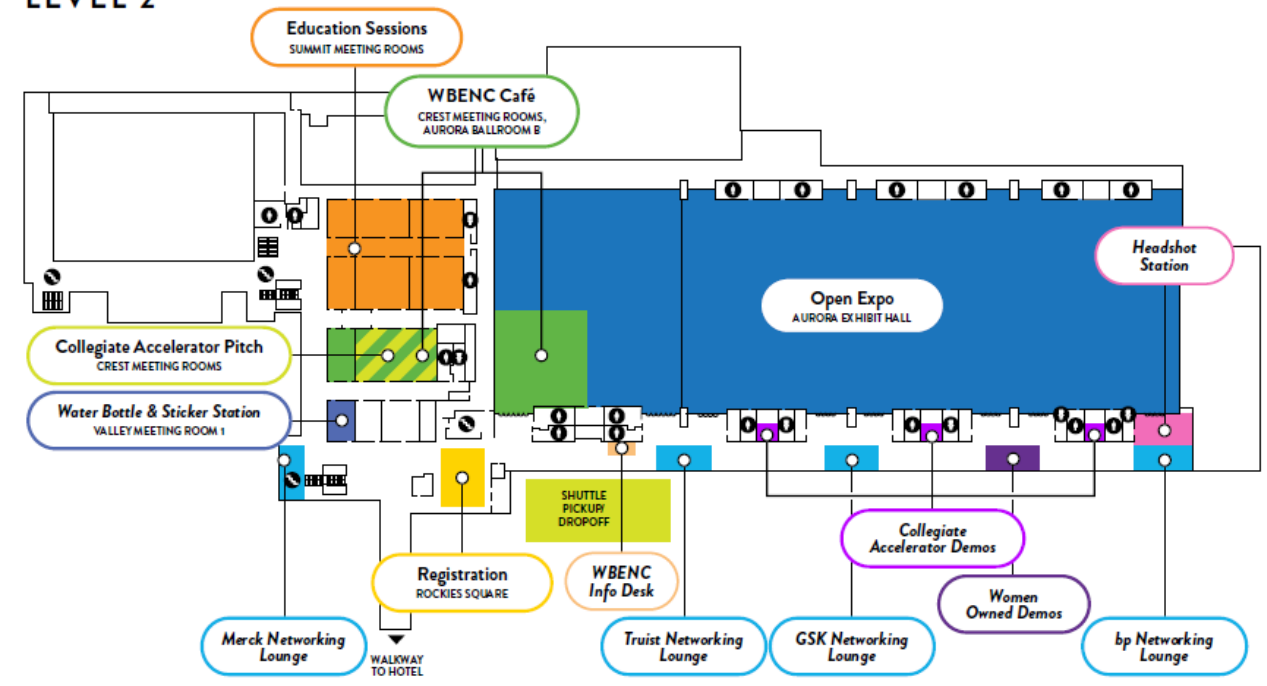 LEVEL 2
Education Sessions
SUMMIT MEETING ROOMS
WBENC Café
CREST MEETING ROOMS,
AURORA BALLROOM B
Headshot
Station
Open Expo
AURORA EXHIBIT HALL
Collegiate Accelerator Pitch
CREST MEETING ROOMS
Water Bottle & Sticker Station
VALLEY MEETING ROOM 1
SHUTTLE
PICKUP/
DROPOFF
Collegiate
Accelerator Demos
Registration
ROCKIES SQUARE
WBENC
Info Desk
Women
Owned Demos
Merck Networking
Lounge
WALKWAY
TO HOTEL
Truist Networking
Lounge
GSK Networking
Lounge
bp Networking
Lounge